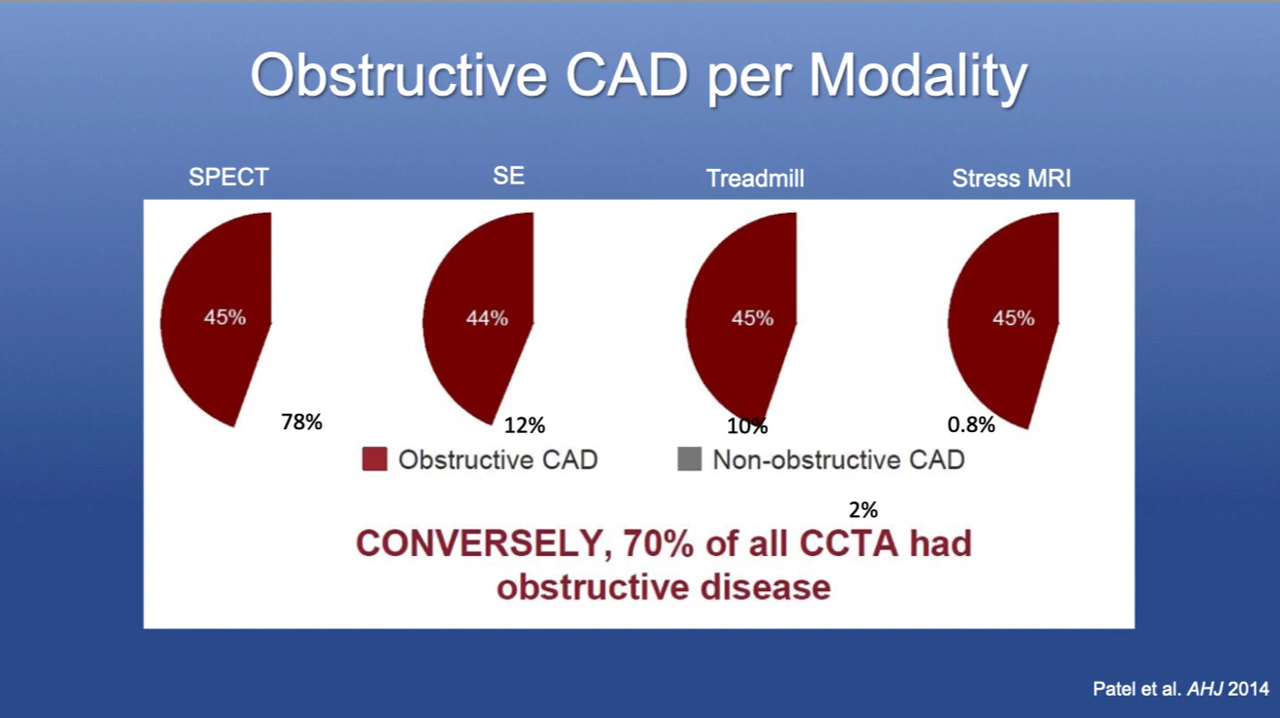 Obstructive CAD per Modality
SPECT
SE
Treadmill
Stress MRI
45%
44%
45%
45%
78%
12%
10%
0.8%
Obstructive CAD
Non-obstructive CAD
2%
CONVERSELY, 70% of all CCTA had
obstructive disease
Patel et al. AHJ 2014